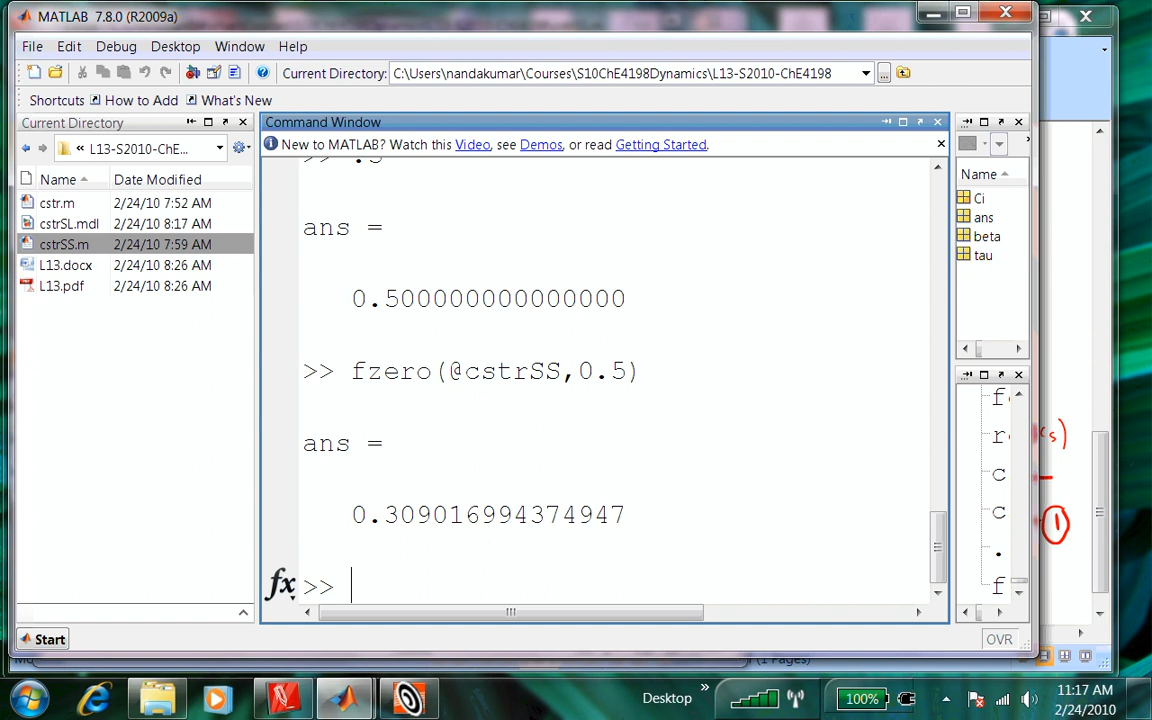 MATLAB 7.8.0 (R2009a)
File Edit Debug Desktop Window Help
Current Directory: C:\Users\nandakumar\Courses\S10ChE4198Dynamics\L13-S2010-ChE4198 ...
Shortcuts How to Add What's New
Current Directory
« L13-S2010-ChE...
Name Date Modified
cstr.m 2/24/10 7:52 AM
cstrSL.mdl 2/24/10 8:17 AM
cstrSS.m 2/24/10 7:59 AM
L13.docx 2/24/10 8:26 AM
L13.pdf 2/24/10 8:26 AM
Command Window
New to MATLAB? Watch this Video, see Demos, or read Getting Started.
>> .5
ans =
0.500000000000000
>> fzero(@cstrSS,0.5)
ans =
0.309016994374947
fx >>
Name
Ci
ans
beta
tau
f
r
c
c
.
f
s)
1
Start
OVR
(1 Pages)
Desktop »
100%
11:17 AM
2/24/2010